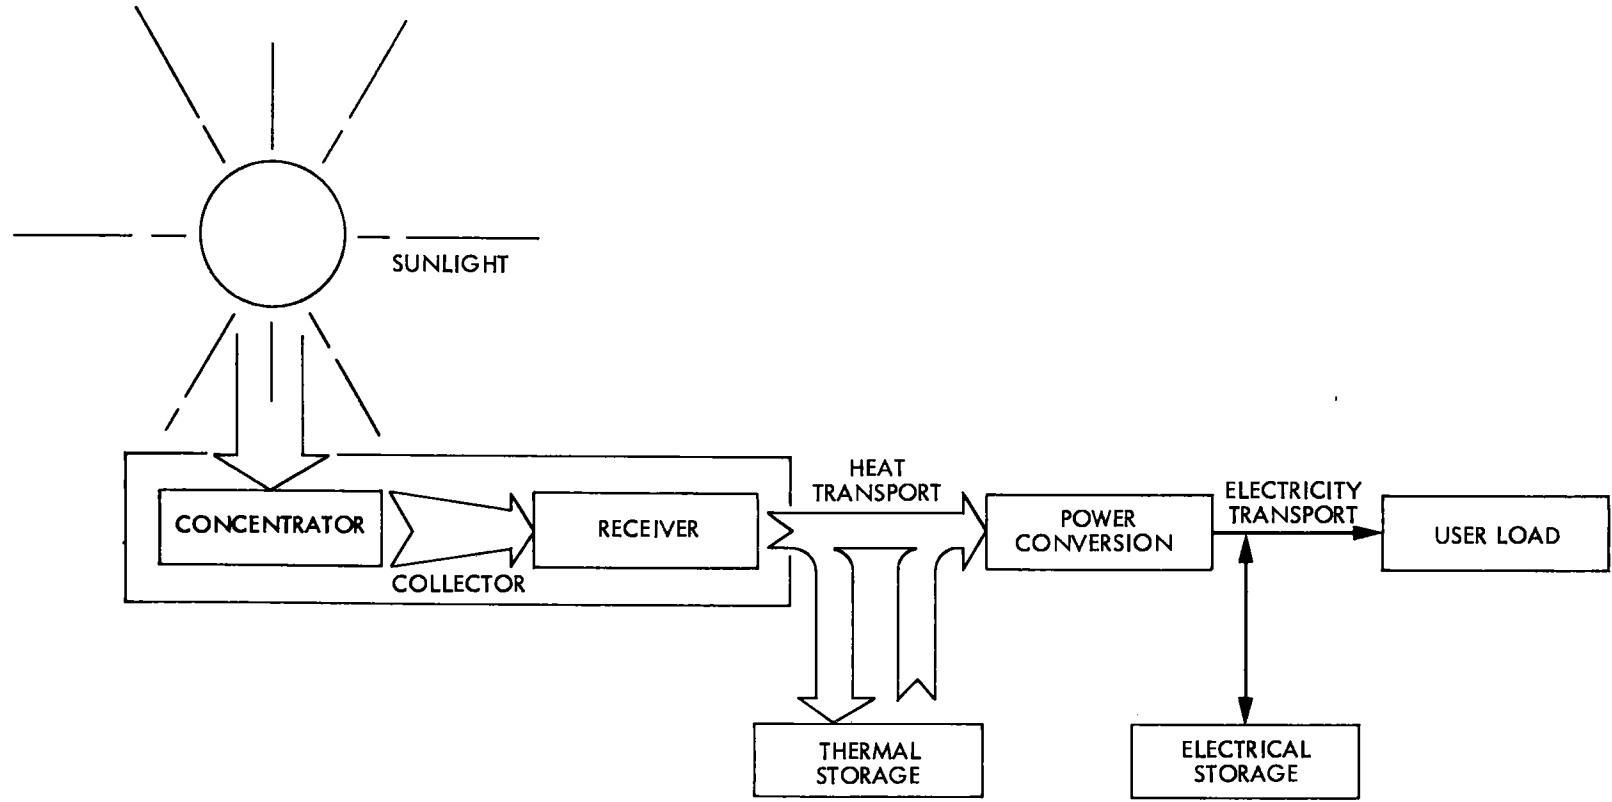 SUNLIGHT
CONCENTRATOR
COLLECTOR
RECEIVER
HEAT
TRANSPORT
POWER
CONVERSION
ELECTRICITY
TRANSPORT
USER LOAD
THERMAL
STORAGE
ELECTRICAL
STORAGE